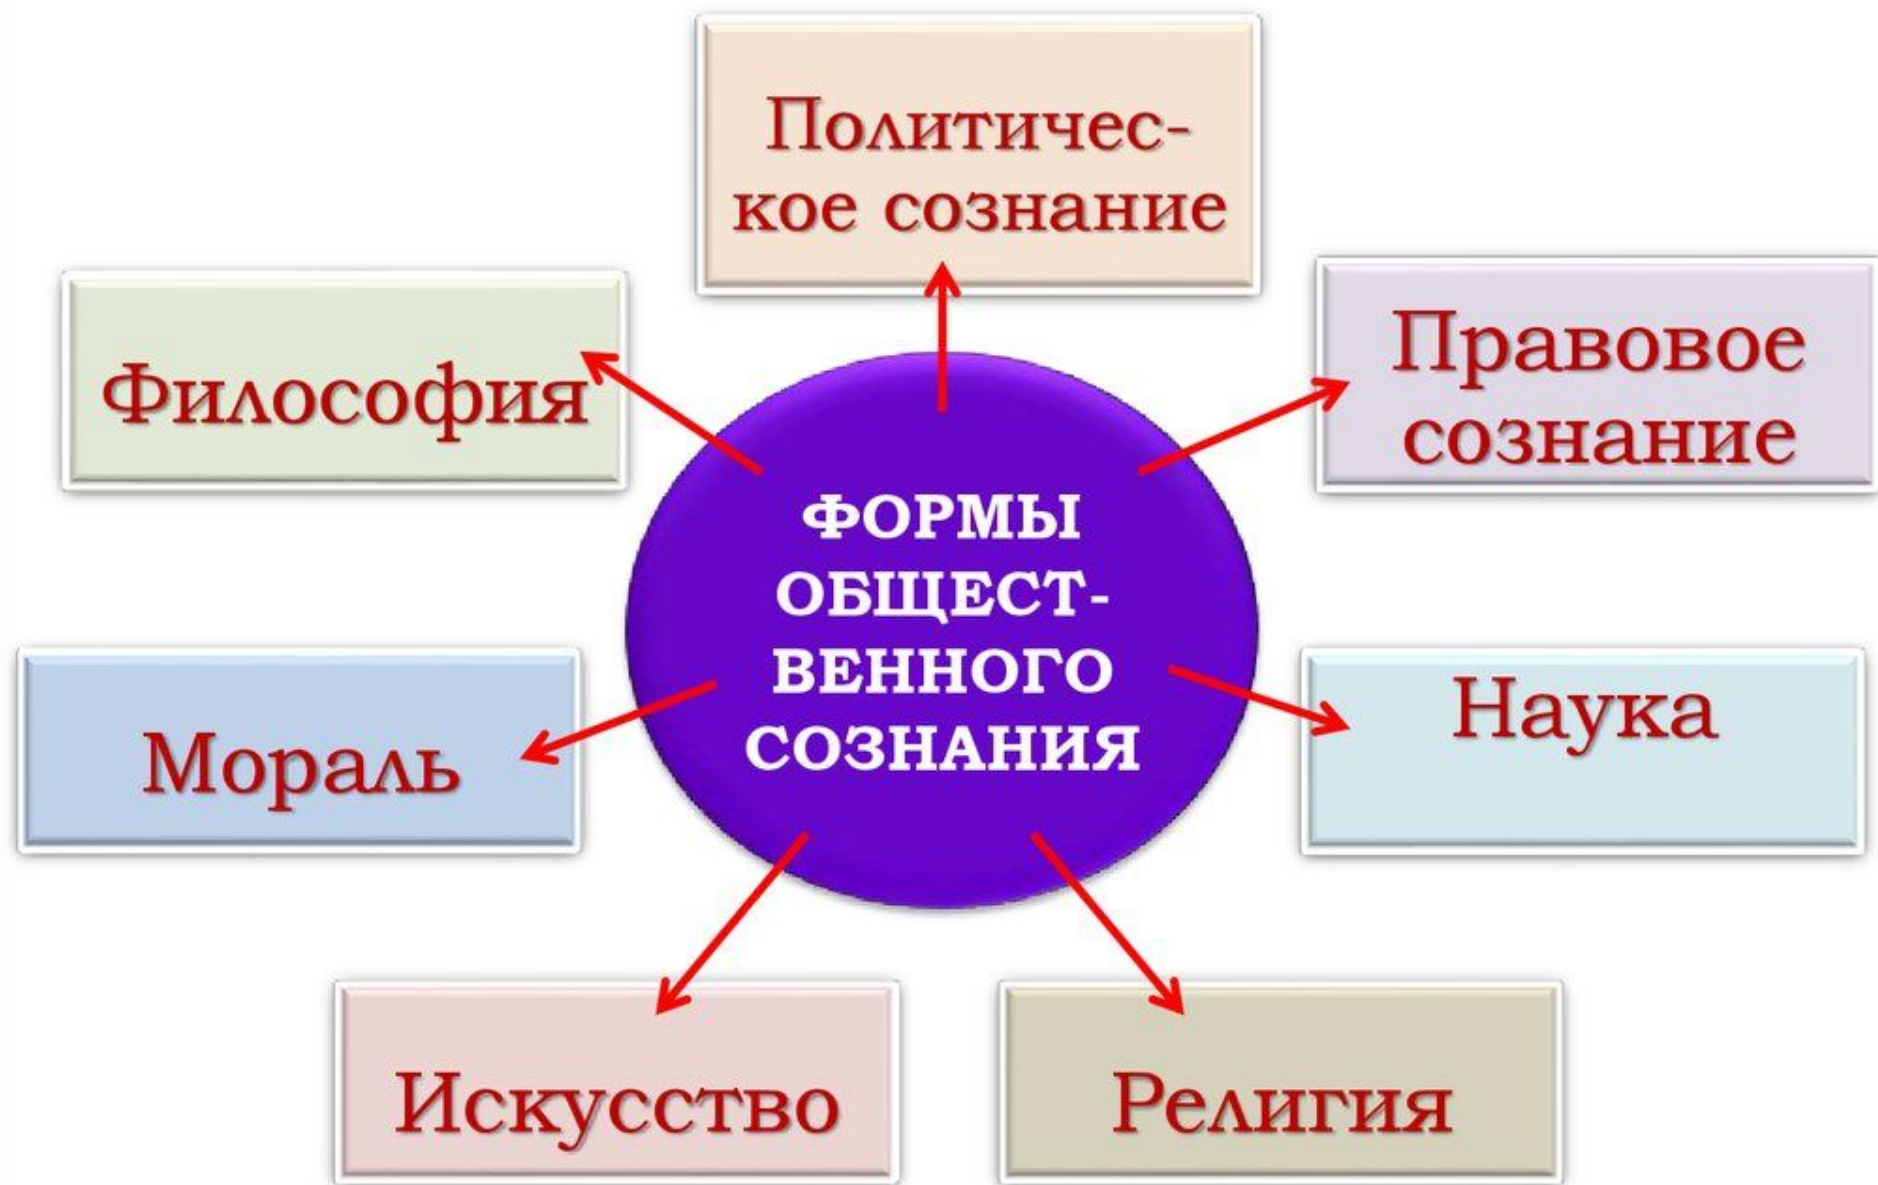 Политичес-
кое сознание
Философия
Правовое
сознание
ФОРМЫ
ОБЩЕСТ-
ВЕННОГО
СОЗНАНИЯ
Мораль
Наука
Искусство
Религия